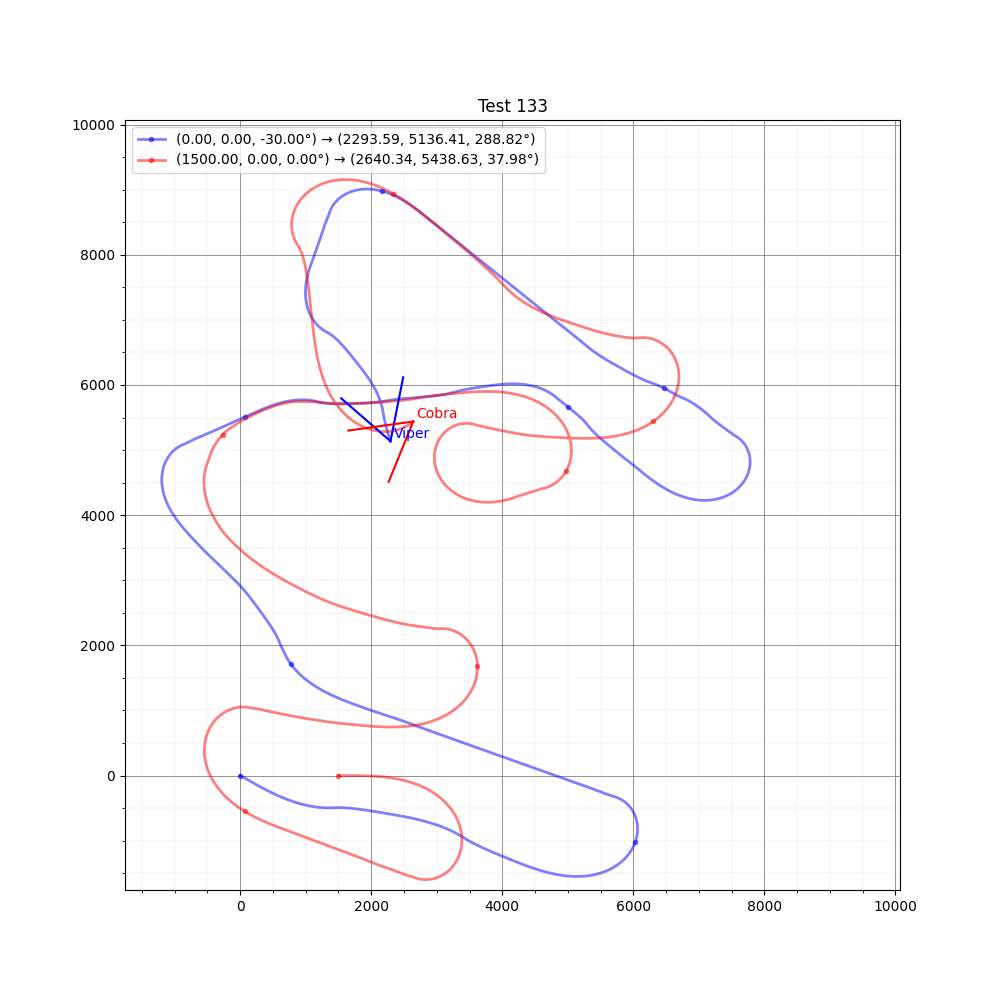 Test 133
(0.00, 0.00, -30.00°) → (2293.59, 5136.41, 288.82°)
(1500.00, 0.00, 0.00°) → (2640.34, 5438.63, 37.98°)
10000
8000
6000
4000
2000
0
Cobra
Viper
0 2000 4000 6000 8000 10000